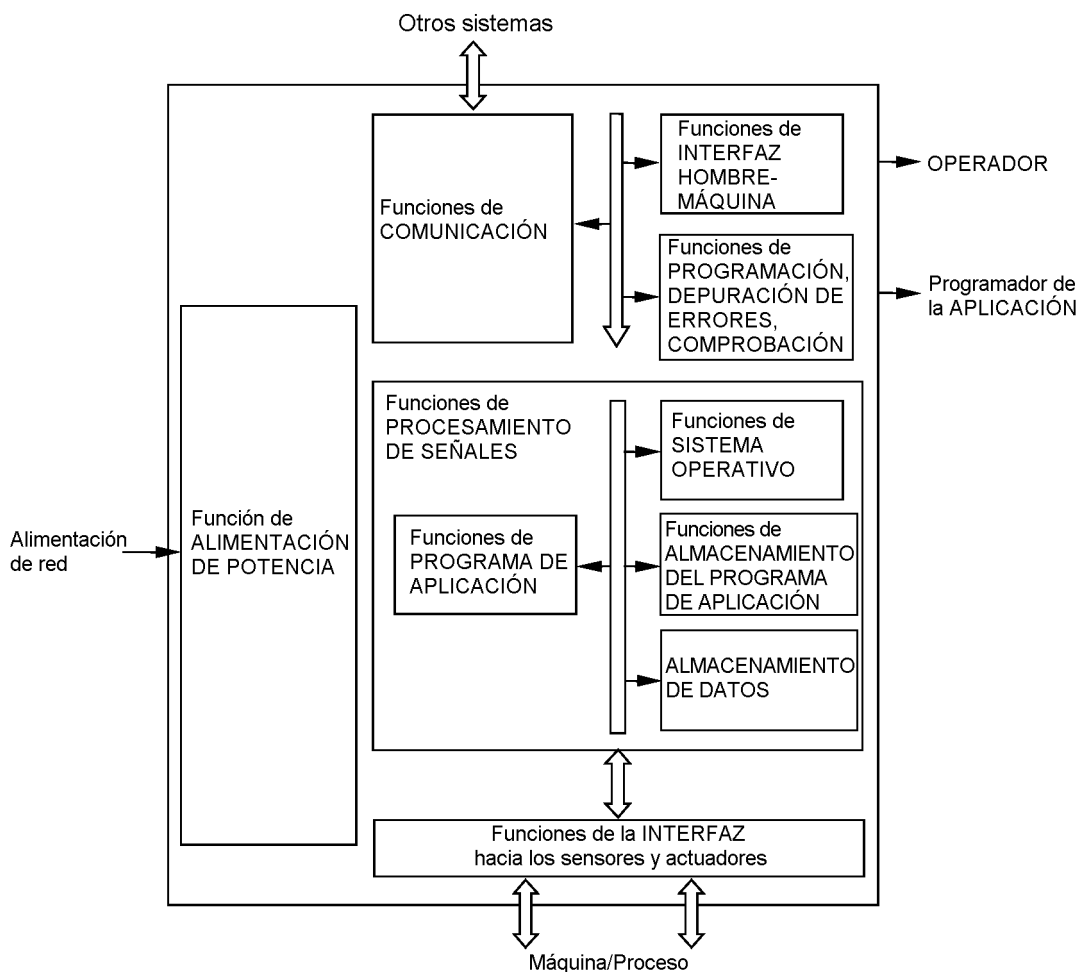 Otros sistemas
Funciones de
COMUNICACIÓN
Funciones de
INTERFAZ
HOMBRE-
MÁQUINA
OPERADOR
Funciones de
PROGRAMACIÓN,
DEPURACIÓN DE
ERRORES,
COMPROBACIÓN
Programador de
la APLICACIÓN
Alimentación
de red
Función de
ALIMENTACIÓN
DE POTENCIA
Funciones de
PROCESAMIENTO
DE SEÑALES
Funciones de
SISTEMA
OPERATIVO
Funciones de
PROGRAMA DE
APLICACIÓN
Funciones de
ALMACENAMIENTO
DEL PROGRAMA
DE APLICACIÓN
ALMACENAMIENTO
DE DATOS
Funciones de la INTERFAZ
hacia los sensores y actuadores
Máquina/Proceso